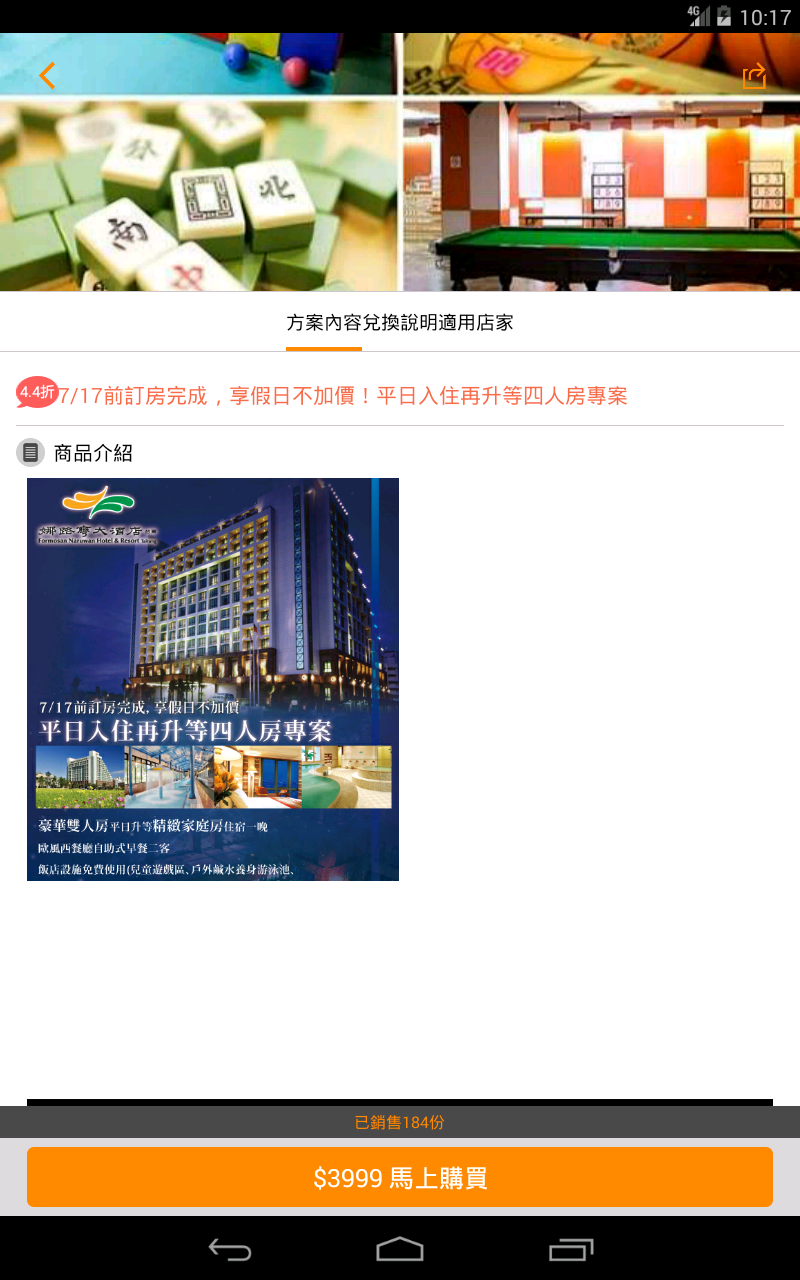 4G 10:17
分
南
北
中
方案內容兌換說明適用店家
4.4折
7/17前訂房完成，享假日不加價！平日入住再升等四人房專案
商品介紹
娜路彎大酒店
Formosan Naruwan Hotel & Resort Taitung
7/17前訂房完成,享假日不加價
平日入住再升等四人房專案
豪華雙人房平日升等精緻家庭房住宿一晚
歐風西餐廳自助式早餐二客
飯店設施免費使用(兒童遊戲區、戶外鹹水養身游泳池、
已銷售184份
$3999 馬上購買